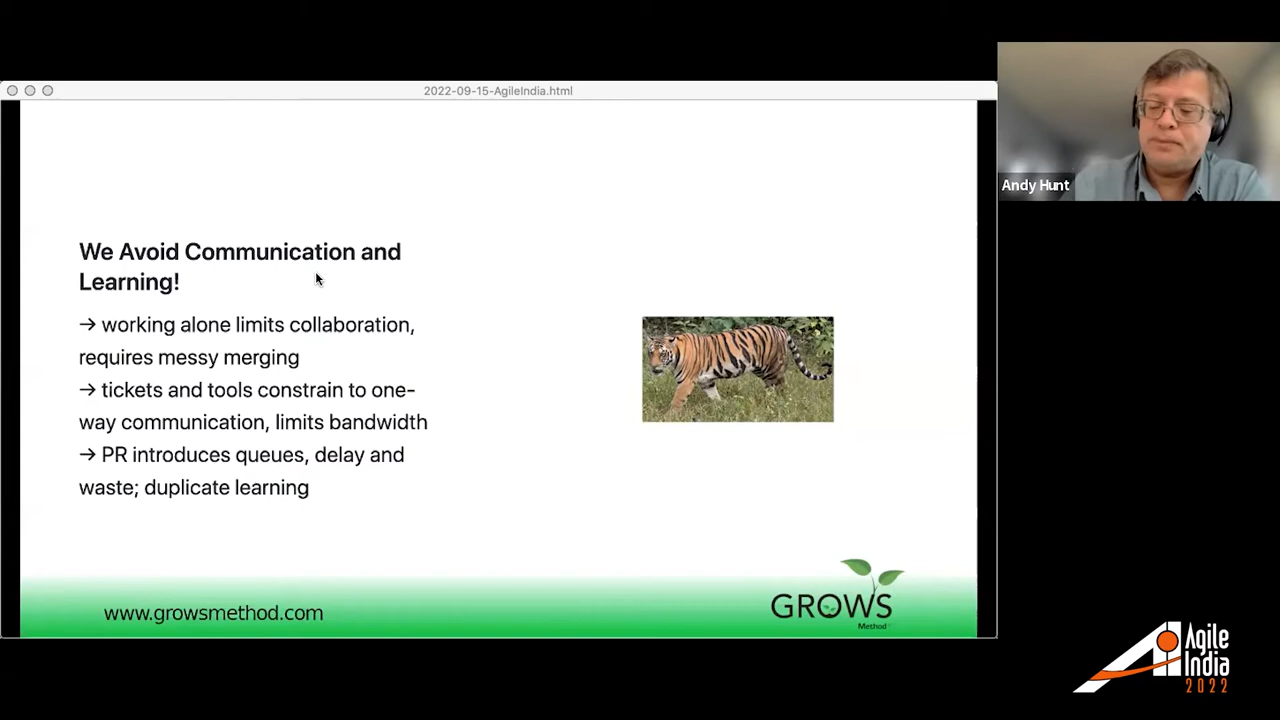 2022-09-15-AgileIndia.html
Andy Hunt
We Avoid Communication and
Learning!
→ working alone limits collaboration,
requires messy merging
→ tickets and tools constrain to one-
way communication, limits bandwidth
→ PR introduces queues, delay and
waste; duplicate learning
www.growsmethod.com
GROWS
Method
Agile
India
2022